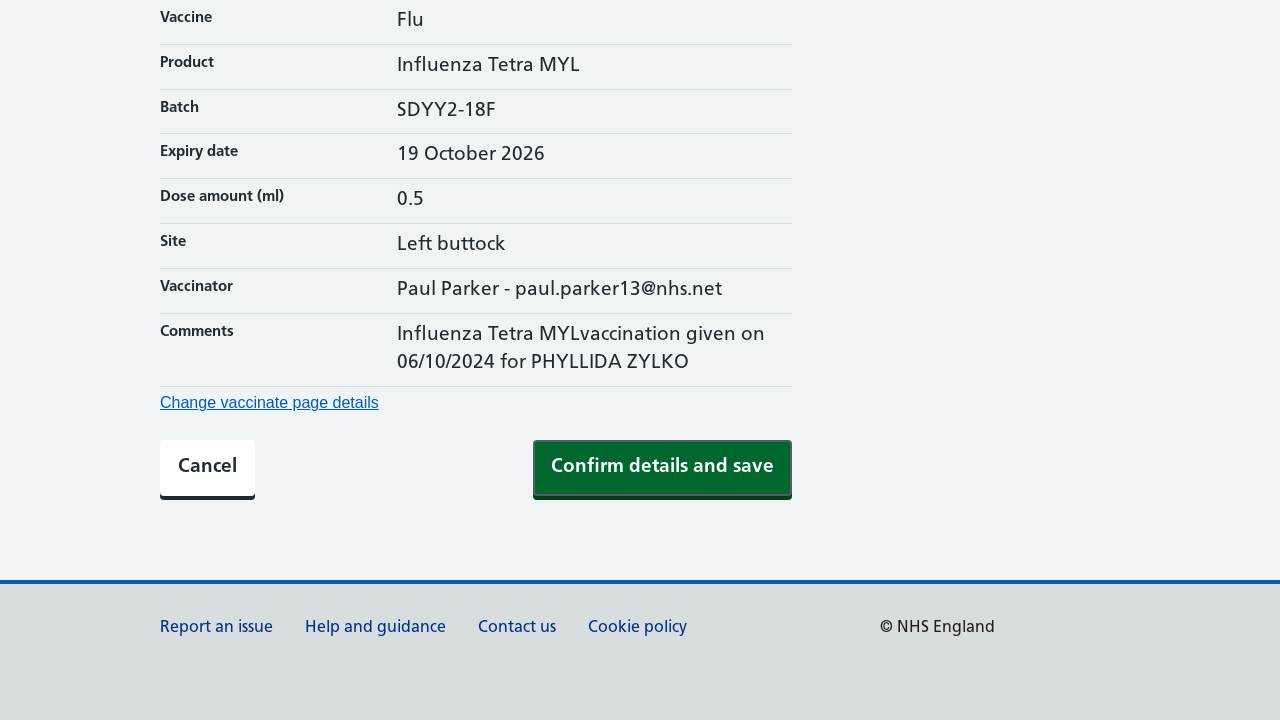 Vaccine Flu
Product Influenza Tetra MYL
Batch SDYY2-18F
Expiry date 19 October 2026
Dose amount (ml) 0.5
Site Left buttock
Vaccinator Paul Parker - paul.parker13@nhs.net
Comments Influenza Tetra MYLvaccination given on
06/10/2024 for PHYLLIDA ZYLKO
Change vaccinate page details
Cancel Confirm details and save
Report an issue Help and guidance Contact us Cookie policy © NHS England